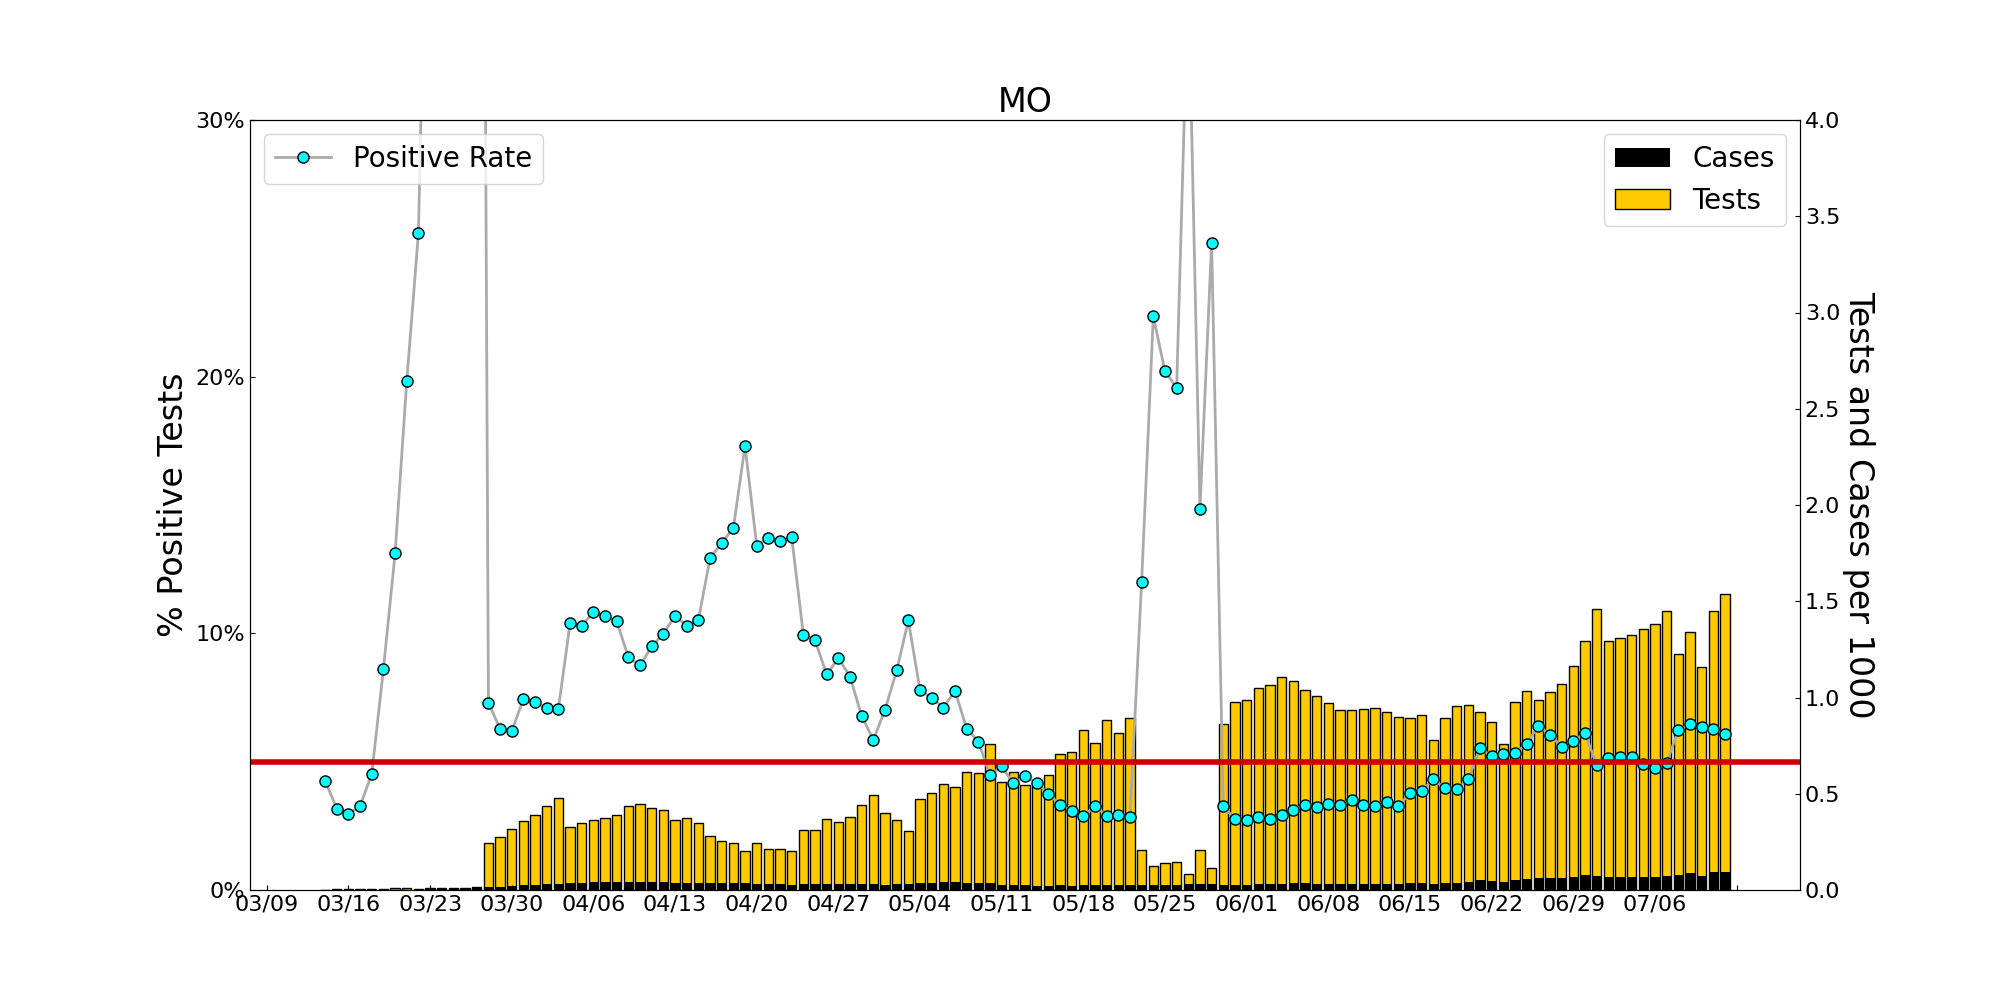 MO
30%
20%
10%
0%
% Positive Tests
Positive Rate
Cases
Tests
4.0
3.5
3.0
2.5
2.0
1.5
1.0
0.5
0.0
Tests and Cases per 1000
03/09 03/16 03/23 03/30 04/06 04/13 04/20 04/27 05/04 05/11 05/18 05/25 06/01 06/08 06/15 06/22 06/29 07/06